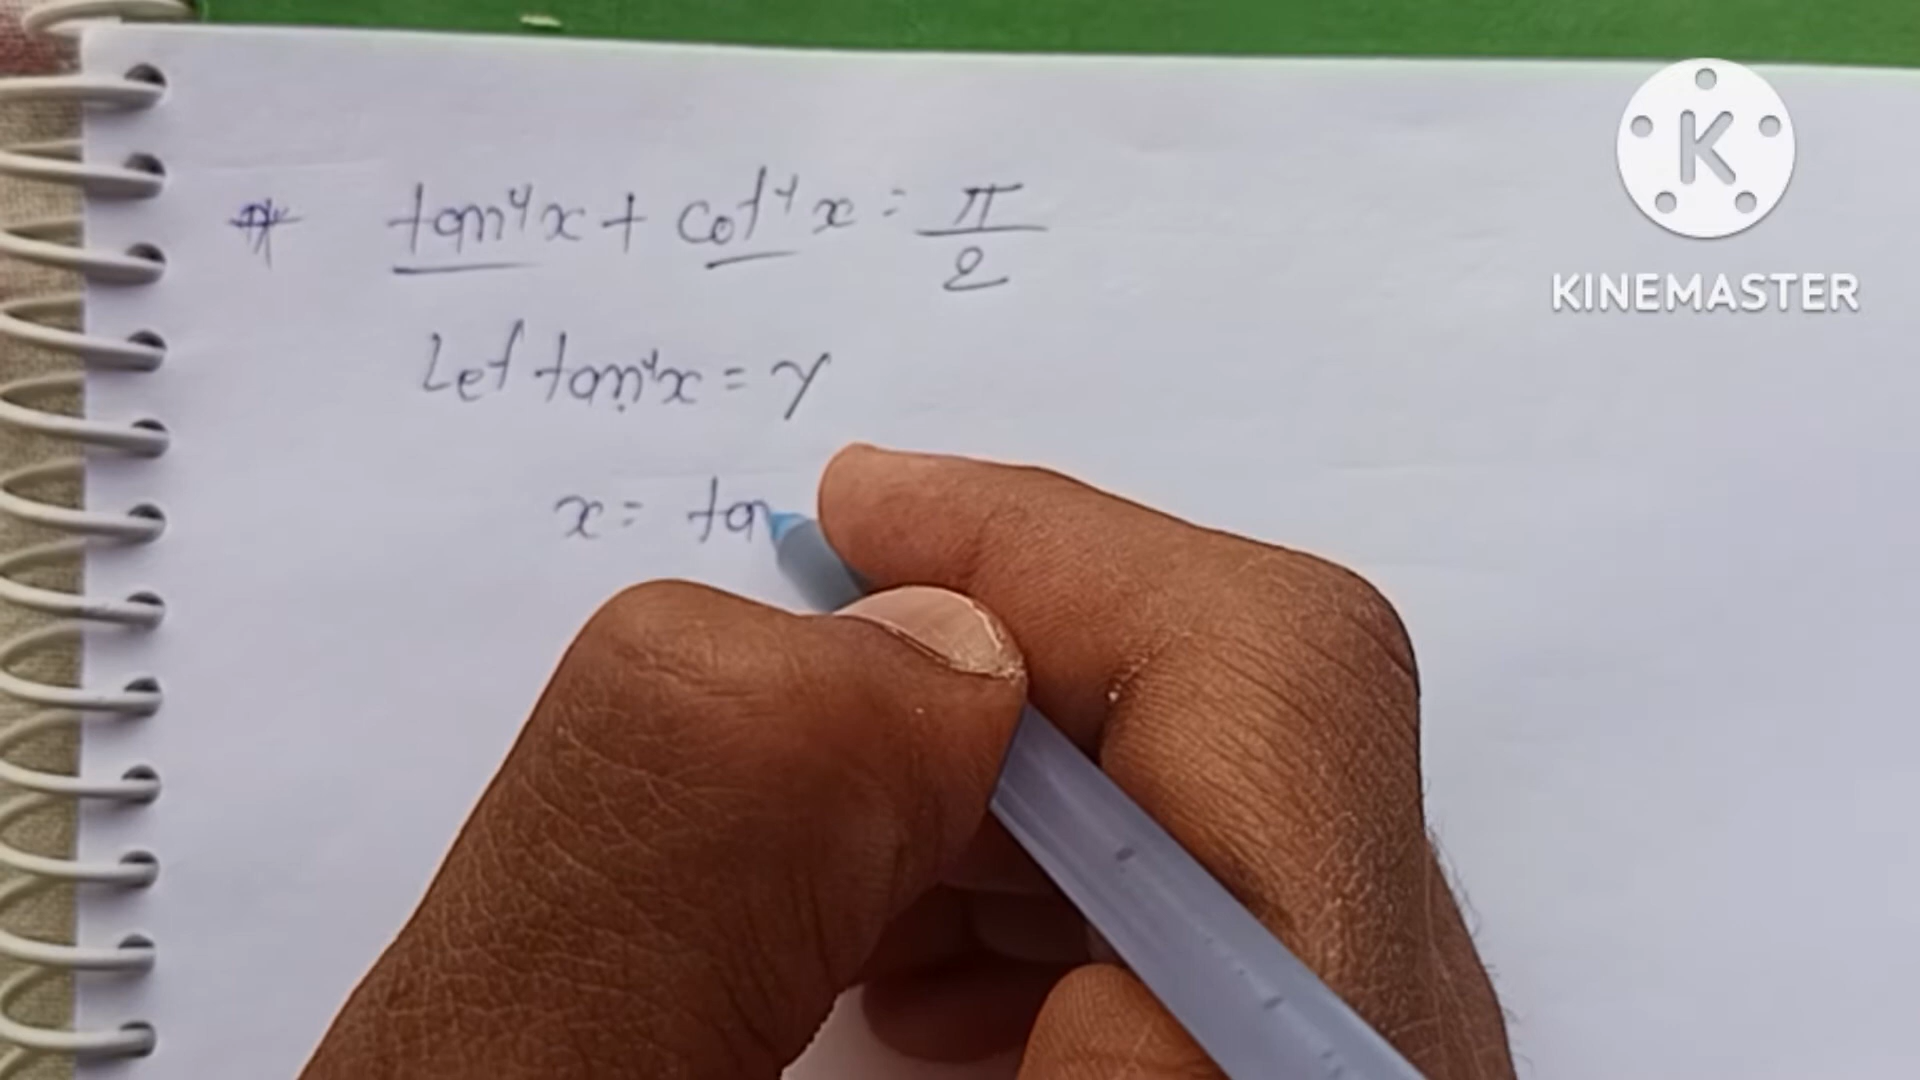 * tan⁻¹x + cot⁻¹x = π/2
KINEMASTER
Let tan⁻¹x = y
x = tan